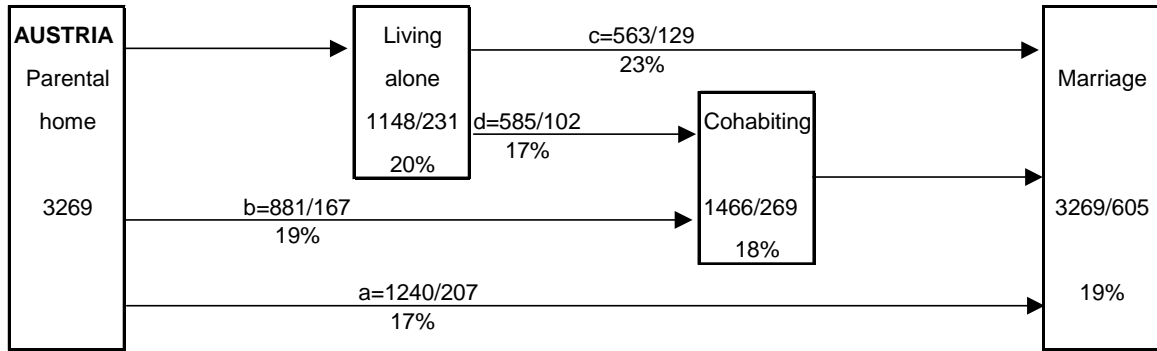 AUSTRIA
Parental
home
3269
Living
alone
1148/231
20%
c=563/129
23%
d=585/102
17%
b=881/167
19%
a=1240/207
17%
Cohabiting
1466/269
18%
Marriage
3269/605
19%